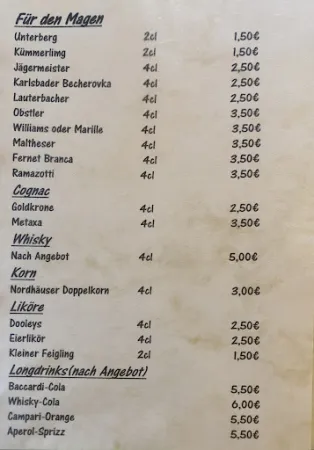 Für den Magen
Unterberg 2cl 1,50€
Kümmerlimg 2cl 1,50€
Jägermeister 4cl 2,50€
Karlsbader Becherovka 4cl 2,50€
Lauterbacher 4cl 2,50€
Obstler 4cl 3,50€
Williams oder Marille 4cl 3,50€
Maltheser 4cl 3,50€
Fernet Branca 4cl 3,50€
Ramazotti 4cl 3,50€
Cognac
Goldkrone 4cl 2,50€
Metaxa 4cl 3,50€
Whisky
Nach Angebot 4cl 5,00€
Korn
Nordhäuser Doppelkorn 4cl 3,00€
Liköre
Dooleys 4cl 2,50€
Eierlikör 4cl 2,50€
Kleiner Feigling 2cl 1,50€
Longdrinks(nach Angebot)
Baccardi-Cola 5,50€
Whisky-Cola 6,00€
Campari-Orange 5,50€
Aperol-Sprizz 5,50€